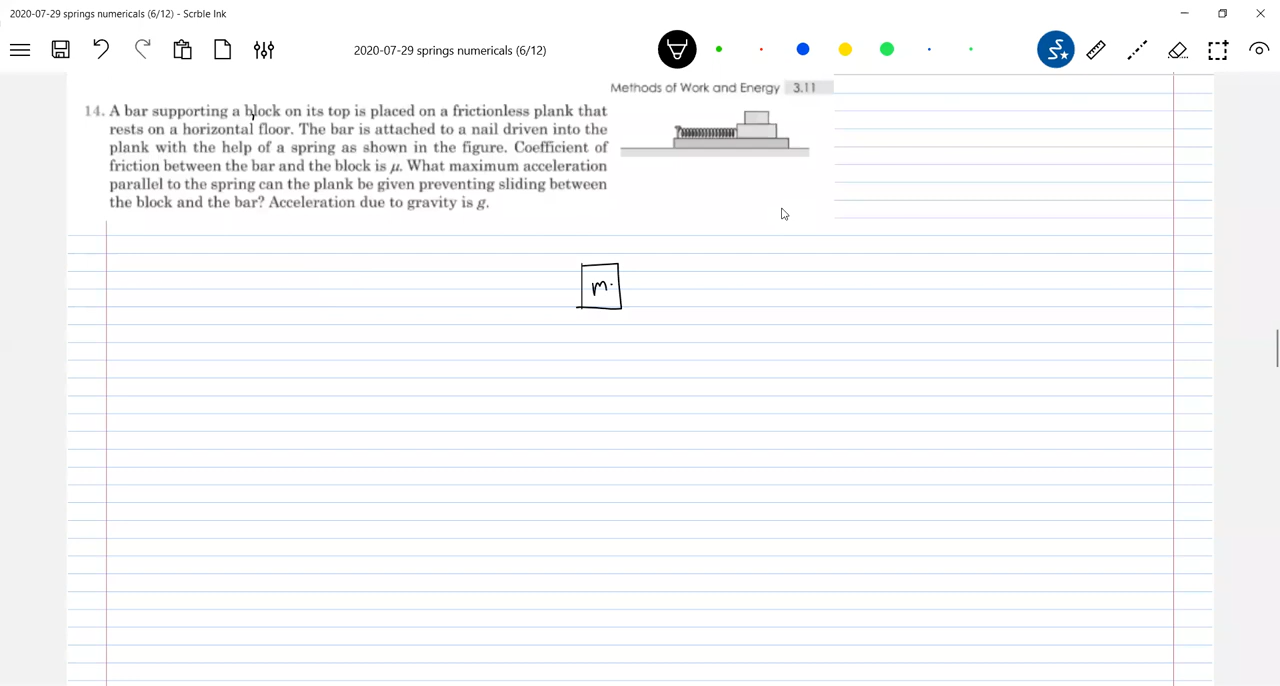 2020-07-29 springs numericals (6/12) - Scrble Ink
2020-07-29 springs numericals (6/12)
Methods of Work and Energy 3.11
14. A bar supporting a block on its top is placed on a frictionless plank that
rests on a horizontal floor. The bar is attached to a nail driven into the
plank with the help of a spring as shown in the figure. Coefficient of
friction between the bar and the block is μ. What maximum acceleration
parallel to the spring can the plank be given preventing sliding between
the block and the bar? Acceleration due to gravity is g.
m